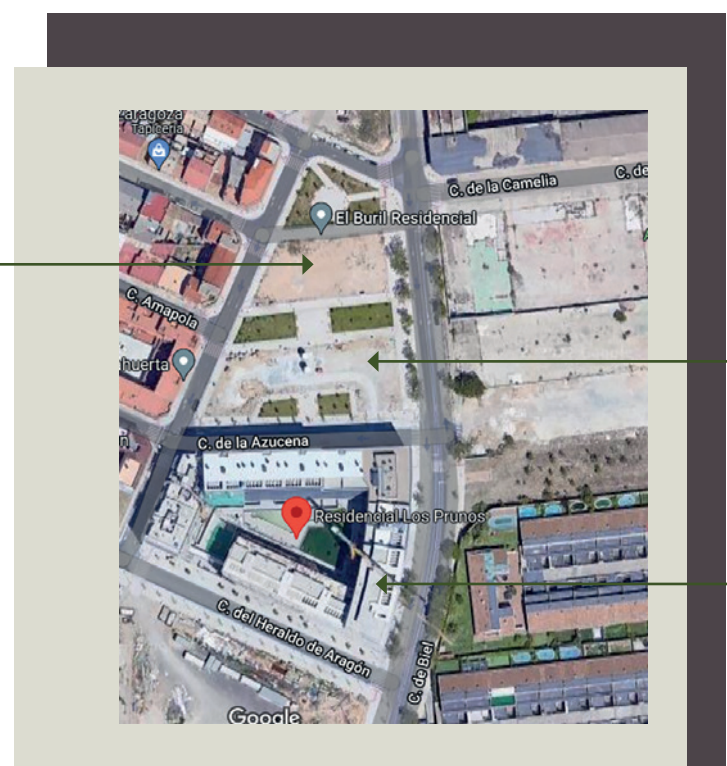 zaragoza
Tapicería
C. de la Camelia
C. de
El Buril Residencial
C. Amapola
huerta
C. de la Azucena
Residencial Los Prunos
C. del Heraldo de Aragón
C. de Biel
Google